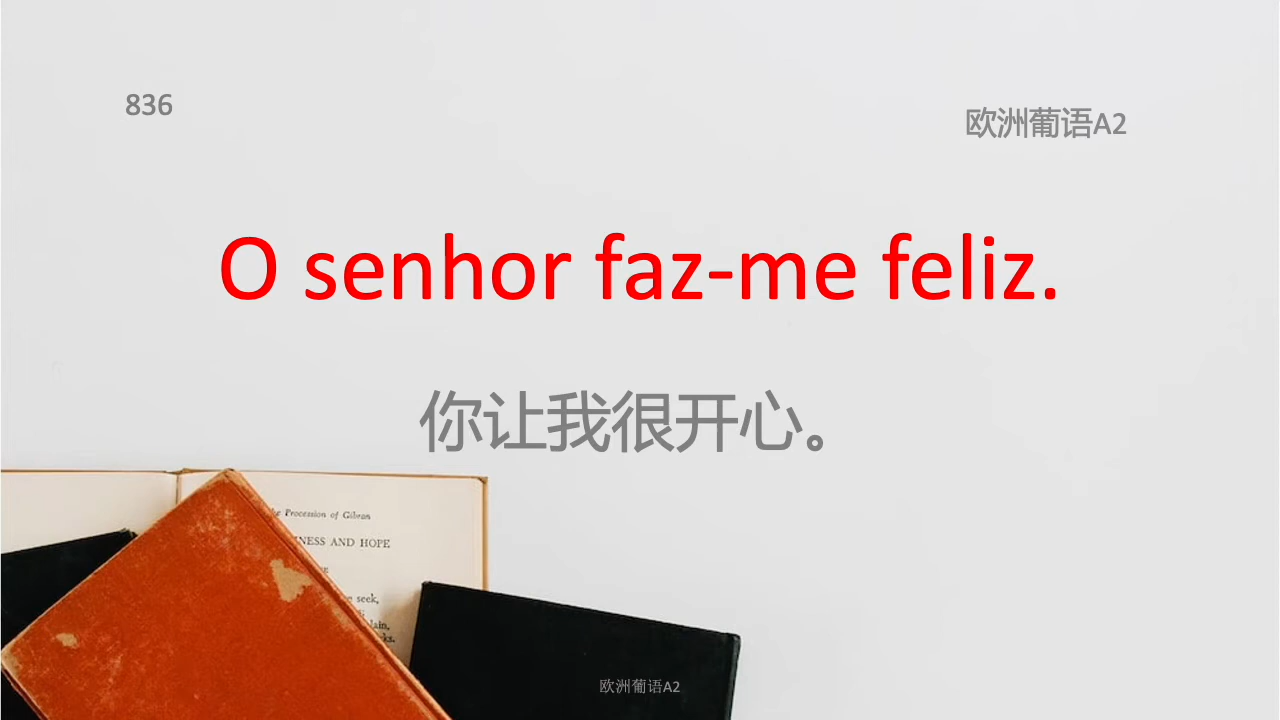 836
欧洲葡语A2
O senhor faz-me feliz.
你让我很开心。
Procession of Gibran
AND HOPE
seek,
欧洲葡语A2